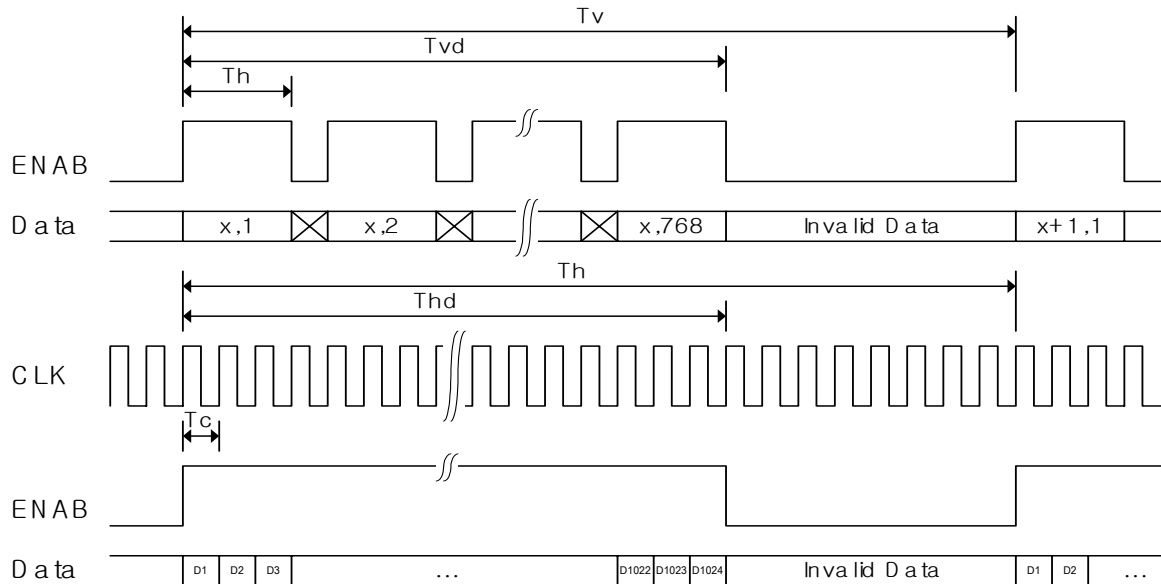 Tv
Tvd
Th
ENAB
Data x,1 x,2 x,768 Invalid Data x+1,1
Th
Thd
CLK
Tc
ENAB
Data D1 D2 D3 ... D1022 D1023 D1024 Invalid Data D1 D2 ...